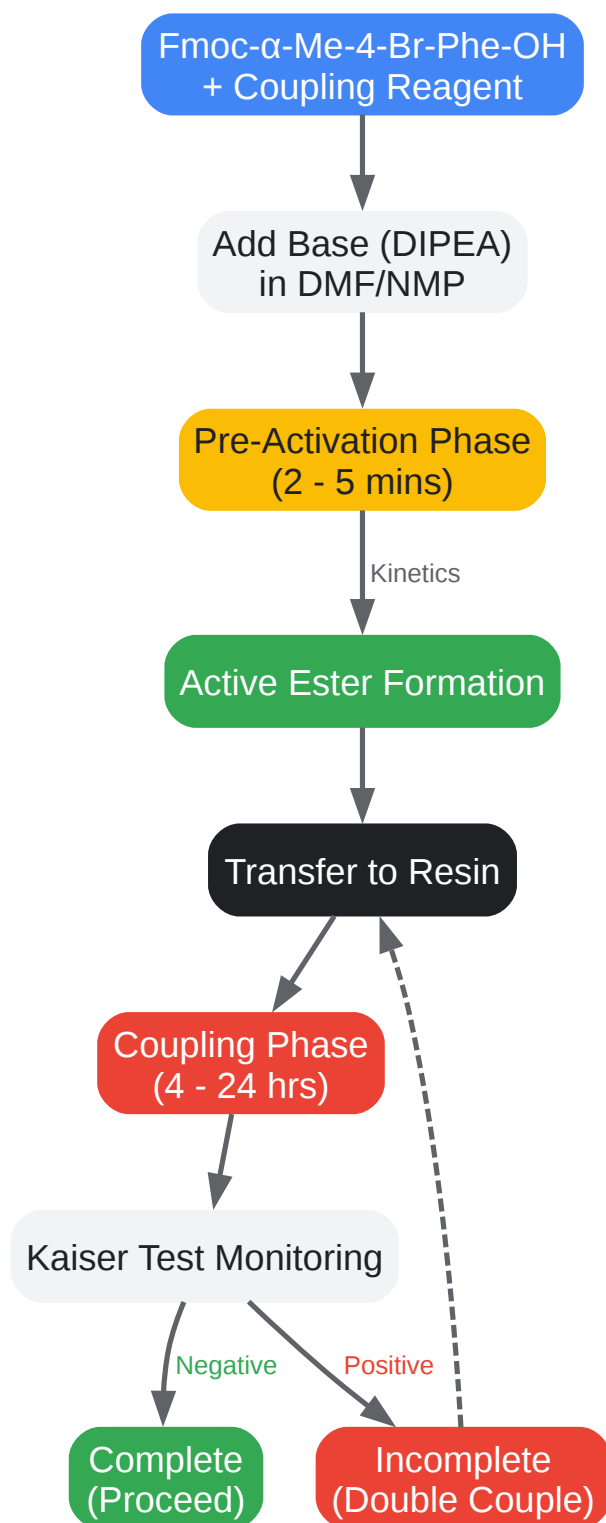 Fmoc-α-Me-4-Br-Phe-OH
+ Coupling Reagent
Add Base (DIPEA)
in DMF/NMP
Pre-Activation Phase
(2 - 5 mins)
Kinetics
Active Ester Formation
Transfer to Resin
Coupling Phase
(4 - 24 hrs)
Kaiser Test Monitoring
Negative
Positive
Complete
(Proceed)
Incomplete
(Double Couple)